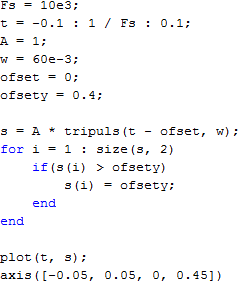 Fs = 10e3;
t = -0.1 : 1 / Fs : 0.1;
A = 1;
w = 60e-3;
ofset = 0;
ofsety = 0.4;
s = A * tripuls(t - ofset, w);
for i = 1 : size(s, 2)
if(s(i) > ofsety)
s(i) = ofsety;
end
end
plot(t, s);
axis([-0.05, 0.05, 0, 0.45])